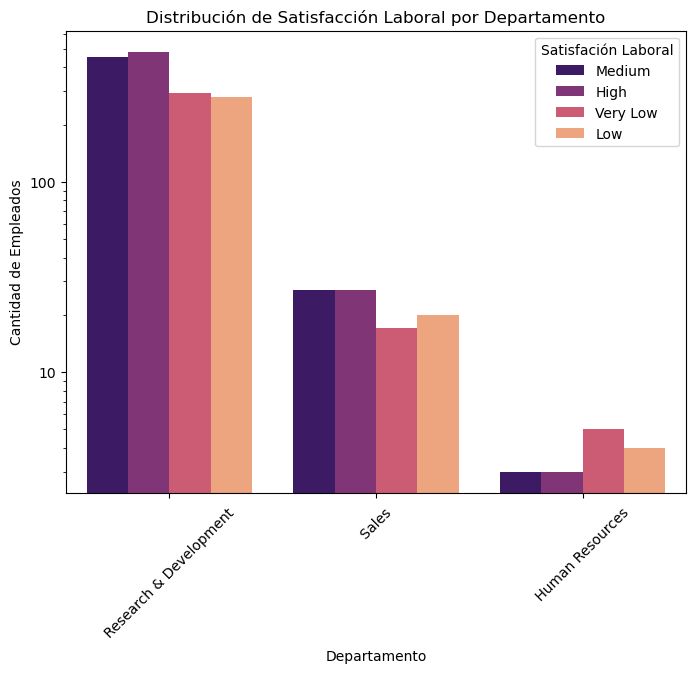 Distribución de Satisfacción Laboral por Departamento
Satisfación Laboral
Medium
High
Very Low
Low
Cantidad de Empleados
100
10
Research & Development
Sales
Human Resources
Departamento